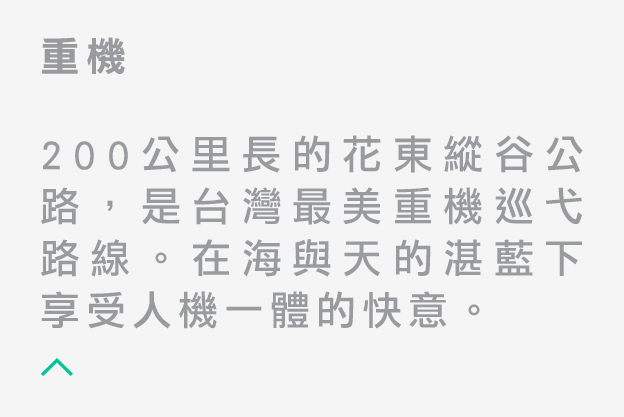 重機
200公里長的花東縱谷公
路，是台灣最美重機巡弋
路線。在海與天的湛藍下
享受人機一體的快意。